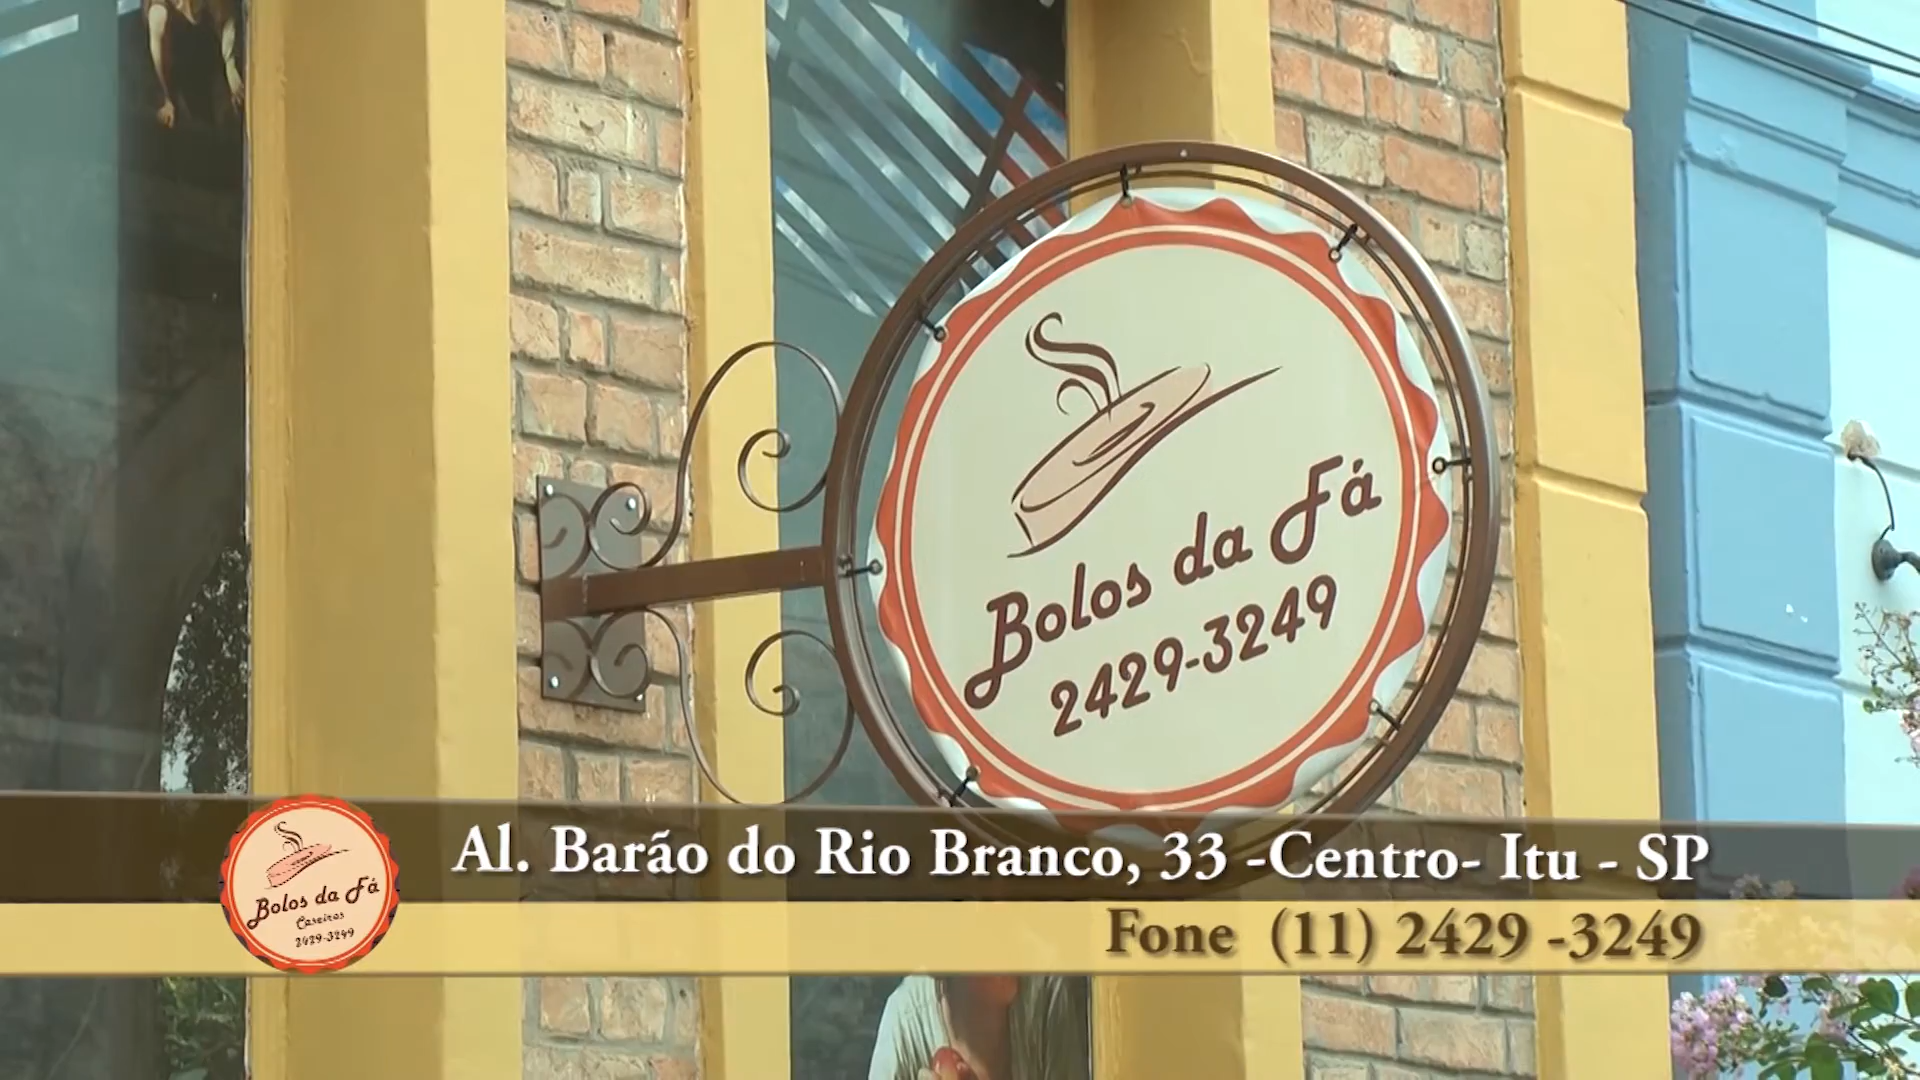 Bolos da Fá
2429-3249
Al. Barão do Rio Branco, 33 -Centro- Itu - SP
Bolos da Fá
Caseiros
2429-3249
Fone (11) 2429 -3249